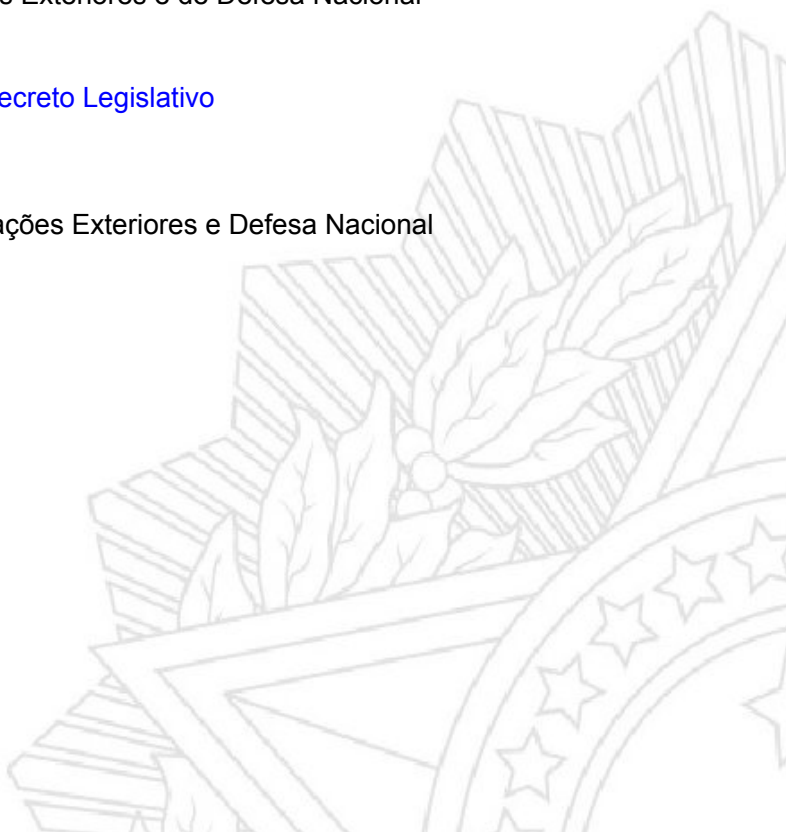 s Exteriores e de Defesa Nacional
ecreto Legislativo
ações Exteriores e Defesa Nacional